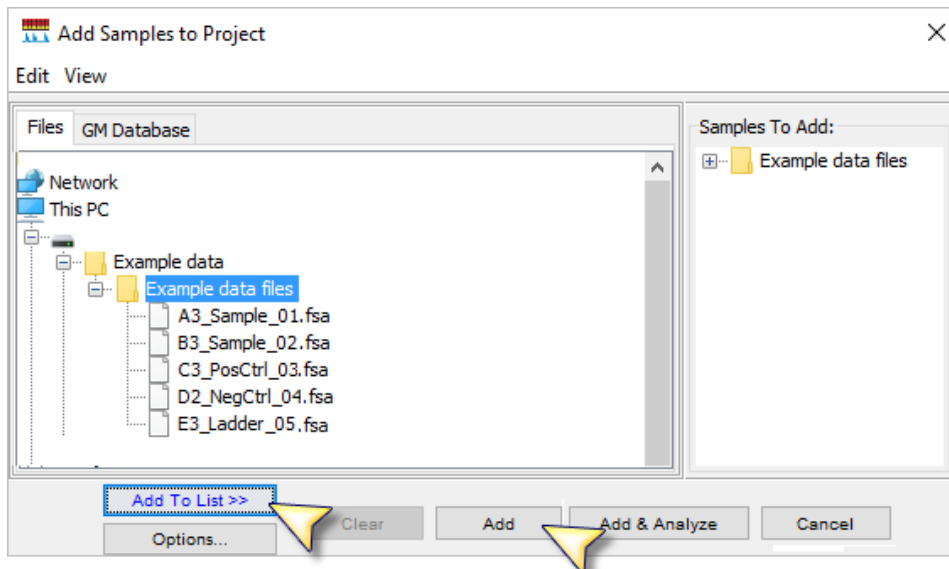 Add Samples to Project
Edit View
Files GM Database
Network
This PC
Example data
Example data files
A3_Sample_01.fsa
B3_Sample_02.fsa
C3_PosCtrl_03.fsa
D2_NegCtrl_04.fsa
E3_Ladder_05.fsa
Samples To Add:
Example data files
Add To List >>
Options...
Clear
Add
Add & Analyze
Cancel